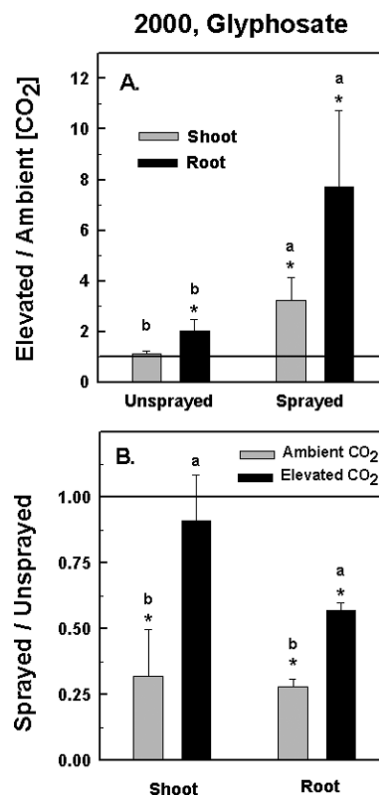 2000, Glyphosate
A.
Shoot
Root
Elevated / Ambient [CO2]
12
10
8
6
4
2
0
b
b
*
a
*
a
*
Unsprayed
Sprayed
B.
Ambient CO2
Elevated CO2
Sprayed / Unsprayed
1.00
0.75
0.50
0.25
0.00
b
*
a
b
*
a
*
Shoot
Root